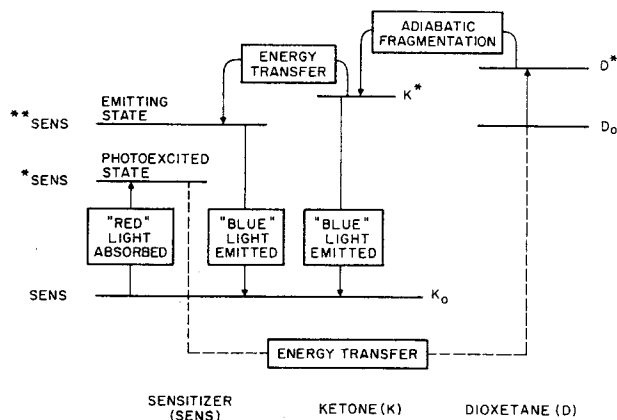 ADIABATIC
FRAGMENTATION
ENERGY
TRANSFER
D*
K*
**SENS
EMITTING
STATE
D₀
*SENS
PHOTOEXCITED
STATE
"RED"
LIGHT
ABSORBED
"BLUE"
LIGHT
EMITTED
"BLUE"
LIGHT
EMITTED
SENS
K₀
ENERGY TRANSFER
SENSITIZER
(SENS)
KETONE (K)
DIOXETANE (D)